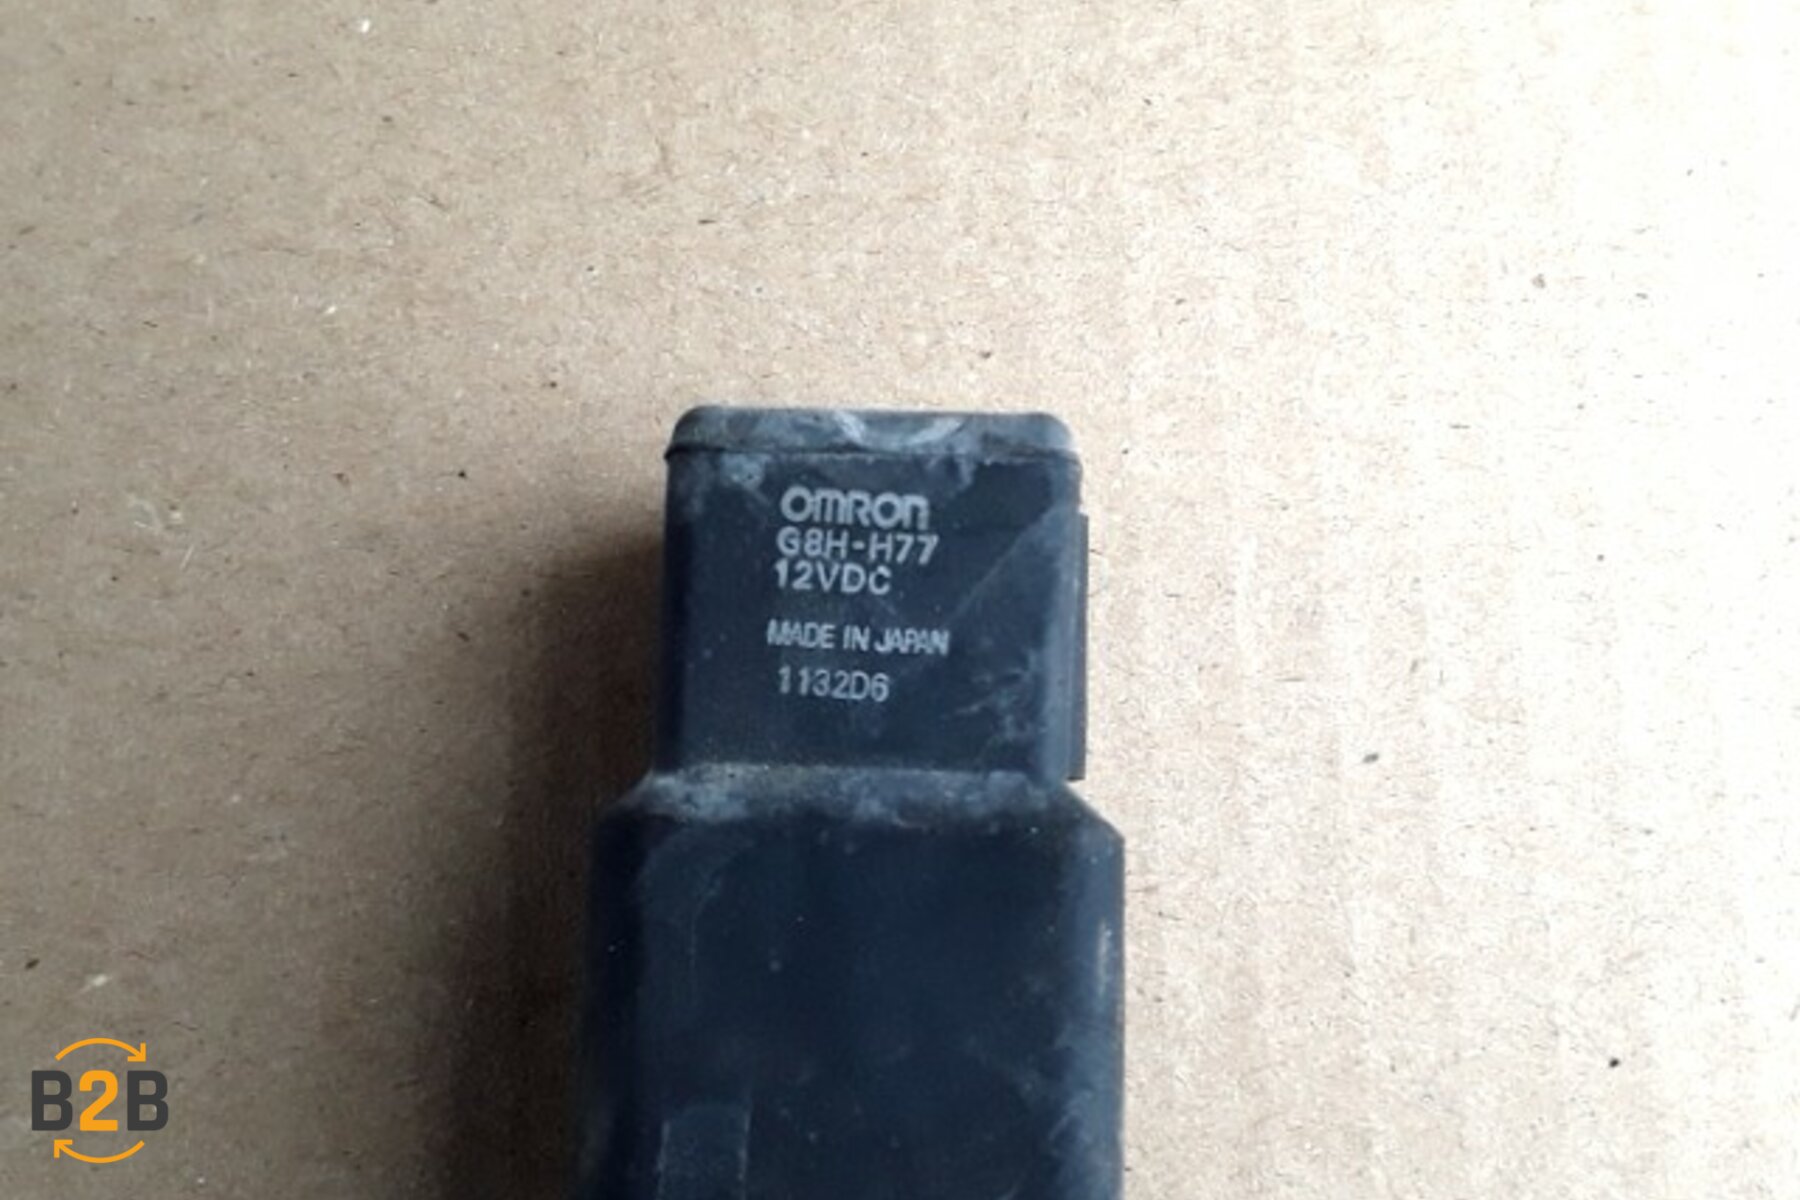 OMRON
G8H-H77
12VDC
MADE IN JAPAN
1132D6
B2B